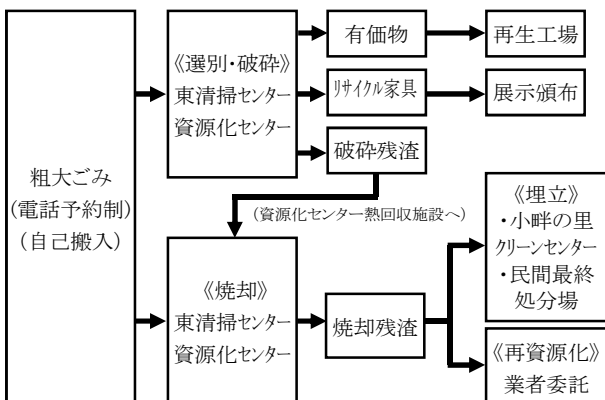 粗大ごみ
(電話予約制)
(自己搬入)
《選別・破砕》
東清掃センター
資源化センター
有価物
再生工場
リサイクル家具
展示頒布
破砕残渣
(資源化センター熱回収施設へ)
《焼却》
東清掃センター
資源化センター
焼却残渣
《埋立》
・小畔の里
クリーンセンター
・民間最終
処分場
《再資源化》
業者委託